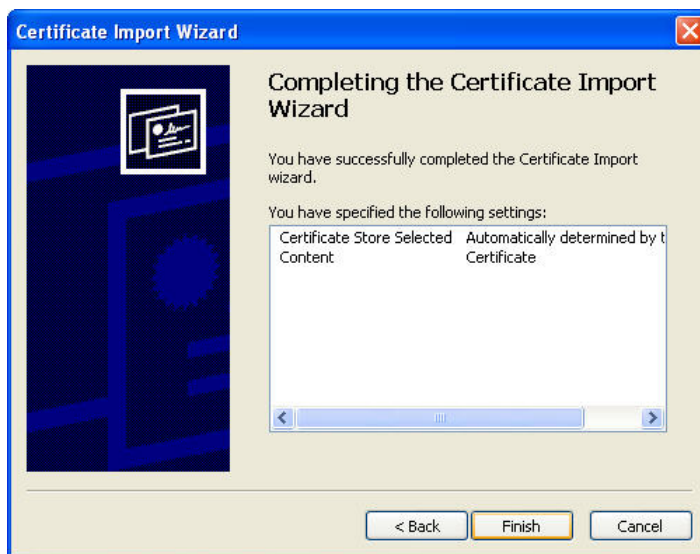 Certificate Import Wizard
Completing the Certificate Import
Wizard
You have successfully completed the Certificate Import
wizard.
You have specified the following settings:
Certificate Store Selected Automatically determined by t
Content Certificate
< Back Finish Cancel